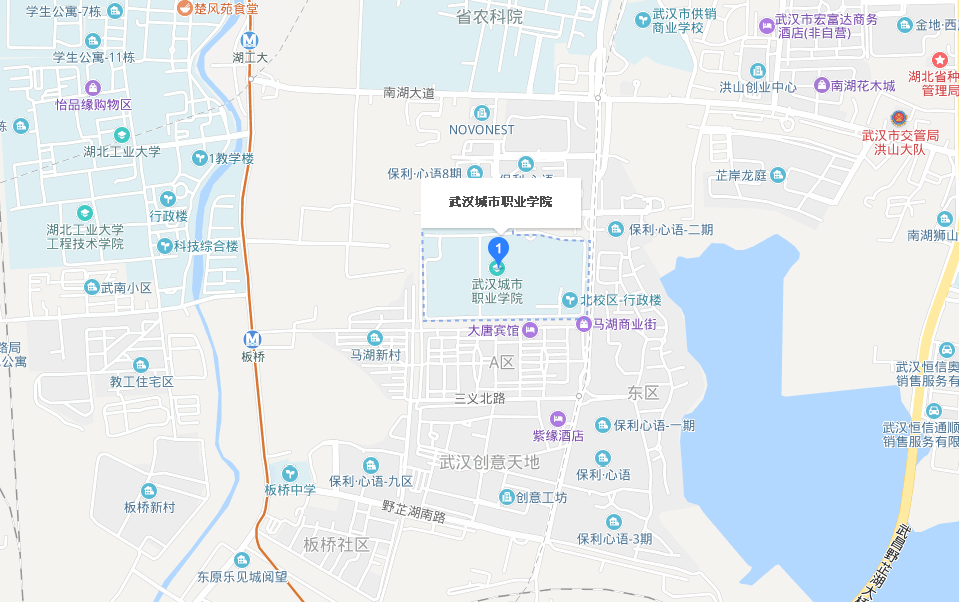 学生公寓-7栋
楚风苑食堂
省农科院
武汉市供销
商业学校
武汉市宏富达商务
酒店(非自营)
金地·西
学生公寓-11栋
湖工大
怡品缘购物区
南湖大道
洪山创业中心
南湖花木城
湖北省种
管理局
栋
NOVONEST
武汉市交管局
洪山大队
湖北工业大学
1教学楼
保利·心语8期
保利·心语
芷岸龙庭
武汉城市职业学院
行政楼
湖北工业大学
工程技术学院
科技综合楼
保利·心语-二期
南湖狮山
1
武汉城市
职业学院
武南小区
北校区-行政楼
大唐宾馆
马湖商业街
路局
公寓
板桥
马湖新村
A区
教工住宅区
武汉恒信奥
销售服务有
东区
三义北路
紫缘酒店
保利心语-一期
武汉恒信通顺
销售服务有限
武汉创意天地
保利·心语-九区
保利·心语
板桥中学
板桥新村
创意工坊
野芷湖南路
保利心语-3期
板桥社区
武昌野芷湖大
东原乐见城阅望